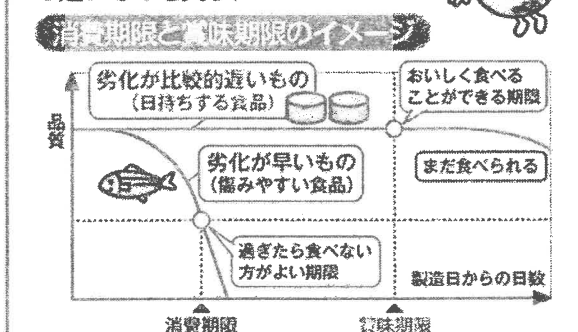 消費期限と賞味期限のイメージ
劣化が比較的遅いもの
(日持ちする食品)
おいしく食べる
ことができる期限
品質
劣化が早いもの
(傷みやすい食品)
まだ食べられる
過ぎたら食べない
方がよい期限
製造日からの日数
消費期限
賞味期限